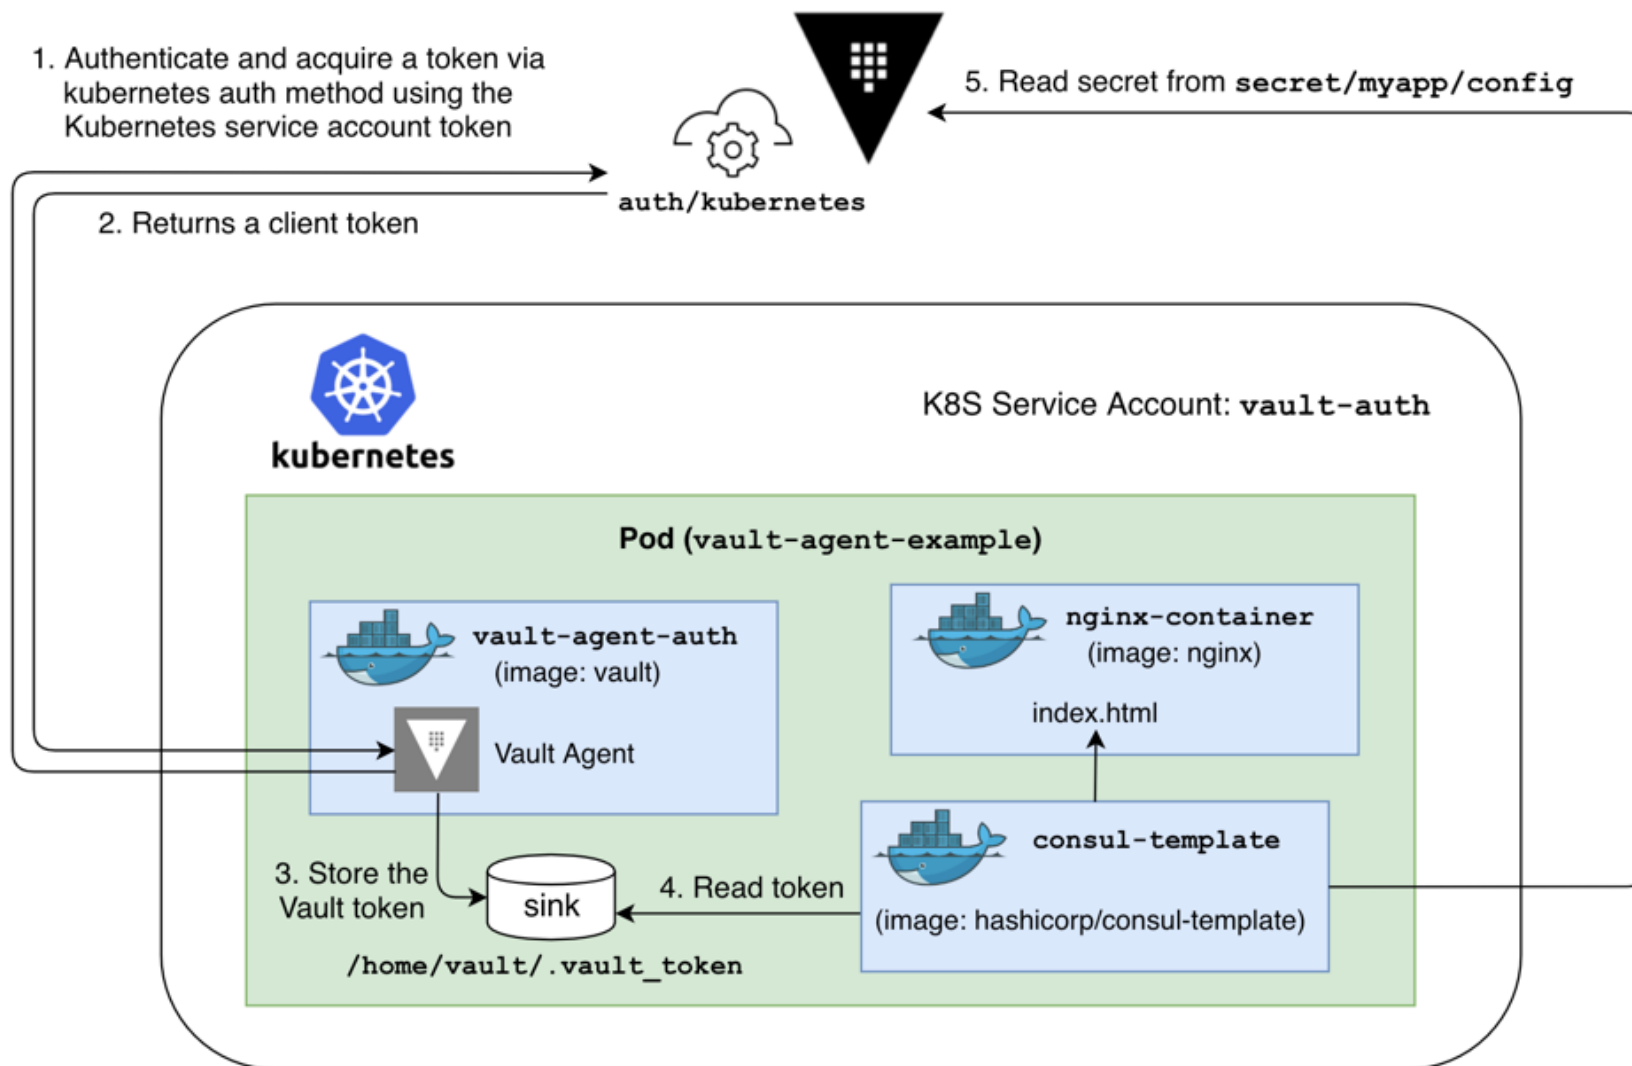 1. Authenticate and acquire a token via
kubernetes auth method using the
Kubernetes service account token
5. Read secret from secret/myapp/config
auth/kubernetes
2. Returns a client token
kubernetes
K8S Service Account: vault-auth
Pod (vault-agent-example)
vault-agent-auth
(image: vault)
Vault Agent
nginx-container
(image: nginx)
index.html
consul-template
(image: hashicorp/consul-template)
3. Store the
Vault token
sink
4. Read token
/home/vault/.vault_token